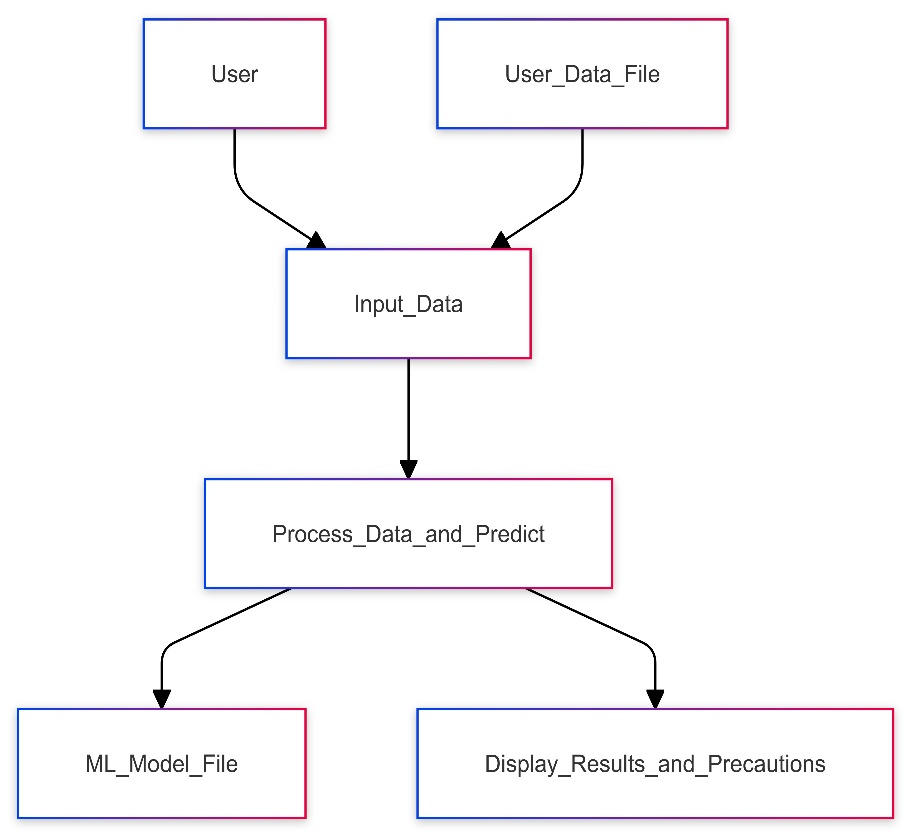 User
User_Data_File
Input_Data
Process_Data_and_Predict
ML_Model_File
Display_Results_and_Precautions